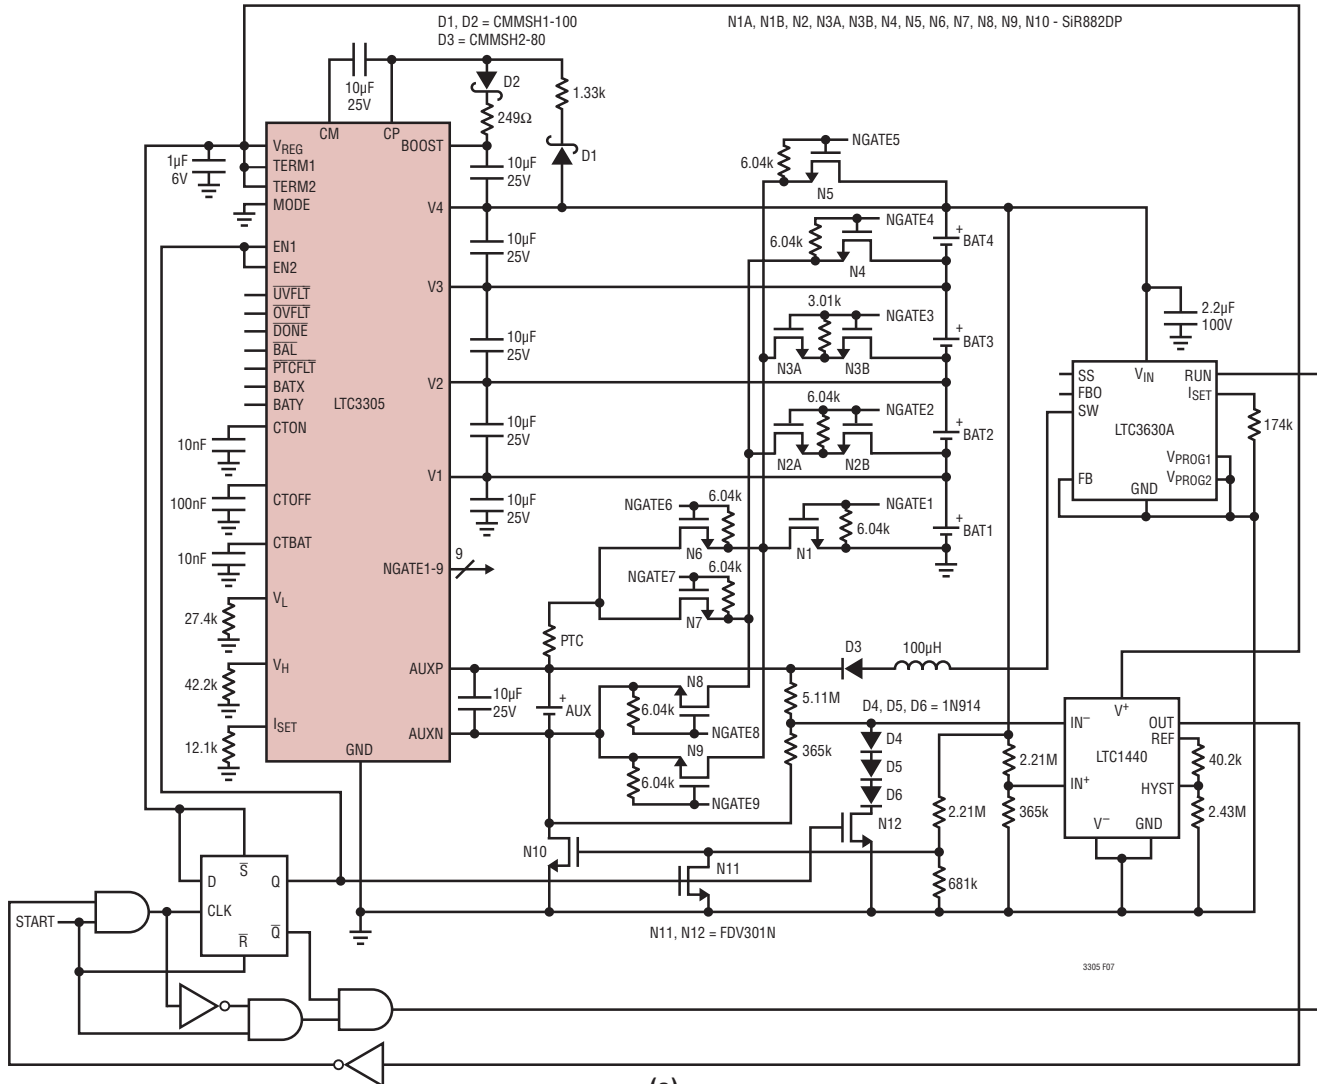 D1, D2 = CMMSH1-100
D3 = CMMSH2-80
N1A, N1B, N2, N3A, N3B, N4, N5, N6, N7, N8, N9, N10 - SiR882DP
10µF
25V
D2
249Ω
1.33k
D1
CM
CP
1µF
6V
VREG
TERM1
TERM2
MODE
EN1
EN2
UVFLT
OVFLT
DONE
BAL
PTCFLT
BATX
BATY
CTON
CTOFF
CTBAT
VL
VH
ISET
GND
LTC3305
BOOST
V4
V3
V2
V1
NGATE1-9
9
AUXP
AUXN
10nF
100nF
10nF
27.4k
42.2k
12.1k
10µF
25V
10µF
25V
10µF
25V
10µF
25V
10µF
25V
10µF
25V
NGATE5
6.04k
N5
NGATE4
6.04k
N4
+
BAT4
3.01k
NGATE3
N3A
N3B
+
BAT3
6.04k
NGATE2
N2A
N2B
+
BAT2
NGATE6
6.04k
N6
NGATE1
6.04k
N1
+
BAT1
NGATE7
6.04k
N7
PTC
+
AUX
N8
6.04k
NGATE8
N9
6.04k
NGATE9
D3
100µH
5.11M
365k
D4, D5, D6 = 1N914
D4
D5
D6
N12
2.2µF
100V
SS
FBO
SW
FB
VIN
RUN
ISET
LTC3630A
VPROG1
VPROG2
GND
174k
IN−
IN+
V+
OUT
REF
LTC1440
HYST
V−
GND
40.2k
2.43M
2.21M
365k
2.21M
681k
N10
N11
N11, N12 = FDV301N
START
D
S
Q
CLK
R
Q
3305 F07